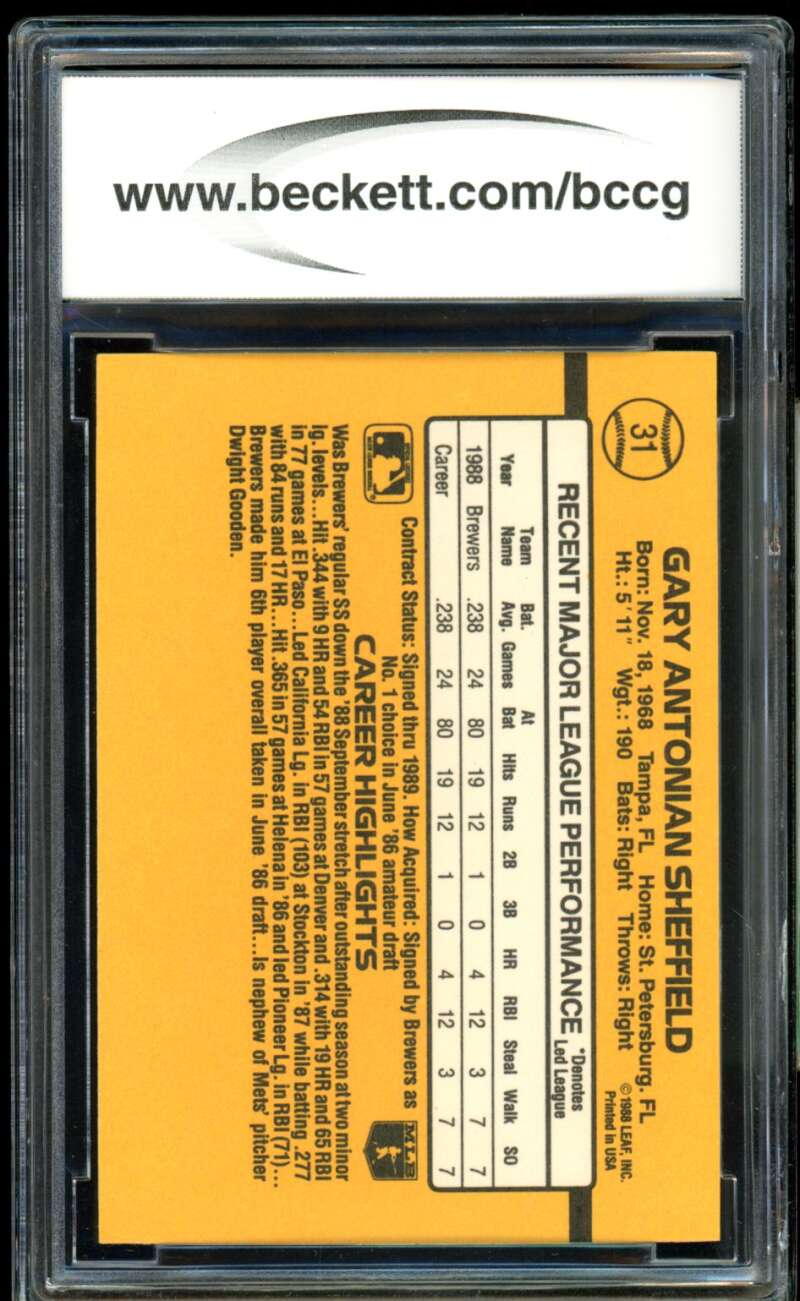 www.beckett.com/bccg
31
GARY ANTONIAN SHEFFIELD
Born: Nov. 18, 1968 Tampa, FL Home: St. Petersburg. FL
Ht.: 5'11" Wgt.: 190 Bats: Right Throws: Right
©1988 LEAF, INC.
Printed in USA
RECENT MAJOR LEAGUE PERFORMANCE *Denotes
Led League
Team Bat. At
Year Name Avg. Games Bat Hits Runs 2B 3B HR RBI Steal Walk SO
1988 Brewers .238 24 80 19 12 1 0 4 12 3 7 7
Career .238 24 80 19 12 1 0 4 12 3 7 7
Contract Status: Signed thru 1989. How Acquired: Signed by Brewers as
No. 1 choice in June '86 amateur draft
MLB
CAREER HIGHLIGHTS
Was Brewers' regular SS down the '88 September stretch after outstanding season at two minor
lg. levels...Hit .344 with 9 HR and 54 RBI in 57 games at Denver and .314 with 19 HR and 65 RBI
in 77 games at El Paso...Led California Lg. in RBI (103) at Stockton in '87 while batting .277
with 84 runs and 17 HR...Hit .365 in 57 games at Helena in '86 and led Pioneer Lg. in RBI (71)...
Brewers made him 6th player overall taken in June '86 draft...Is nephew of Mets' pitcher
Dwight Gooden.